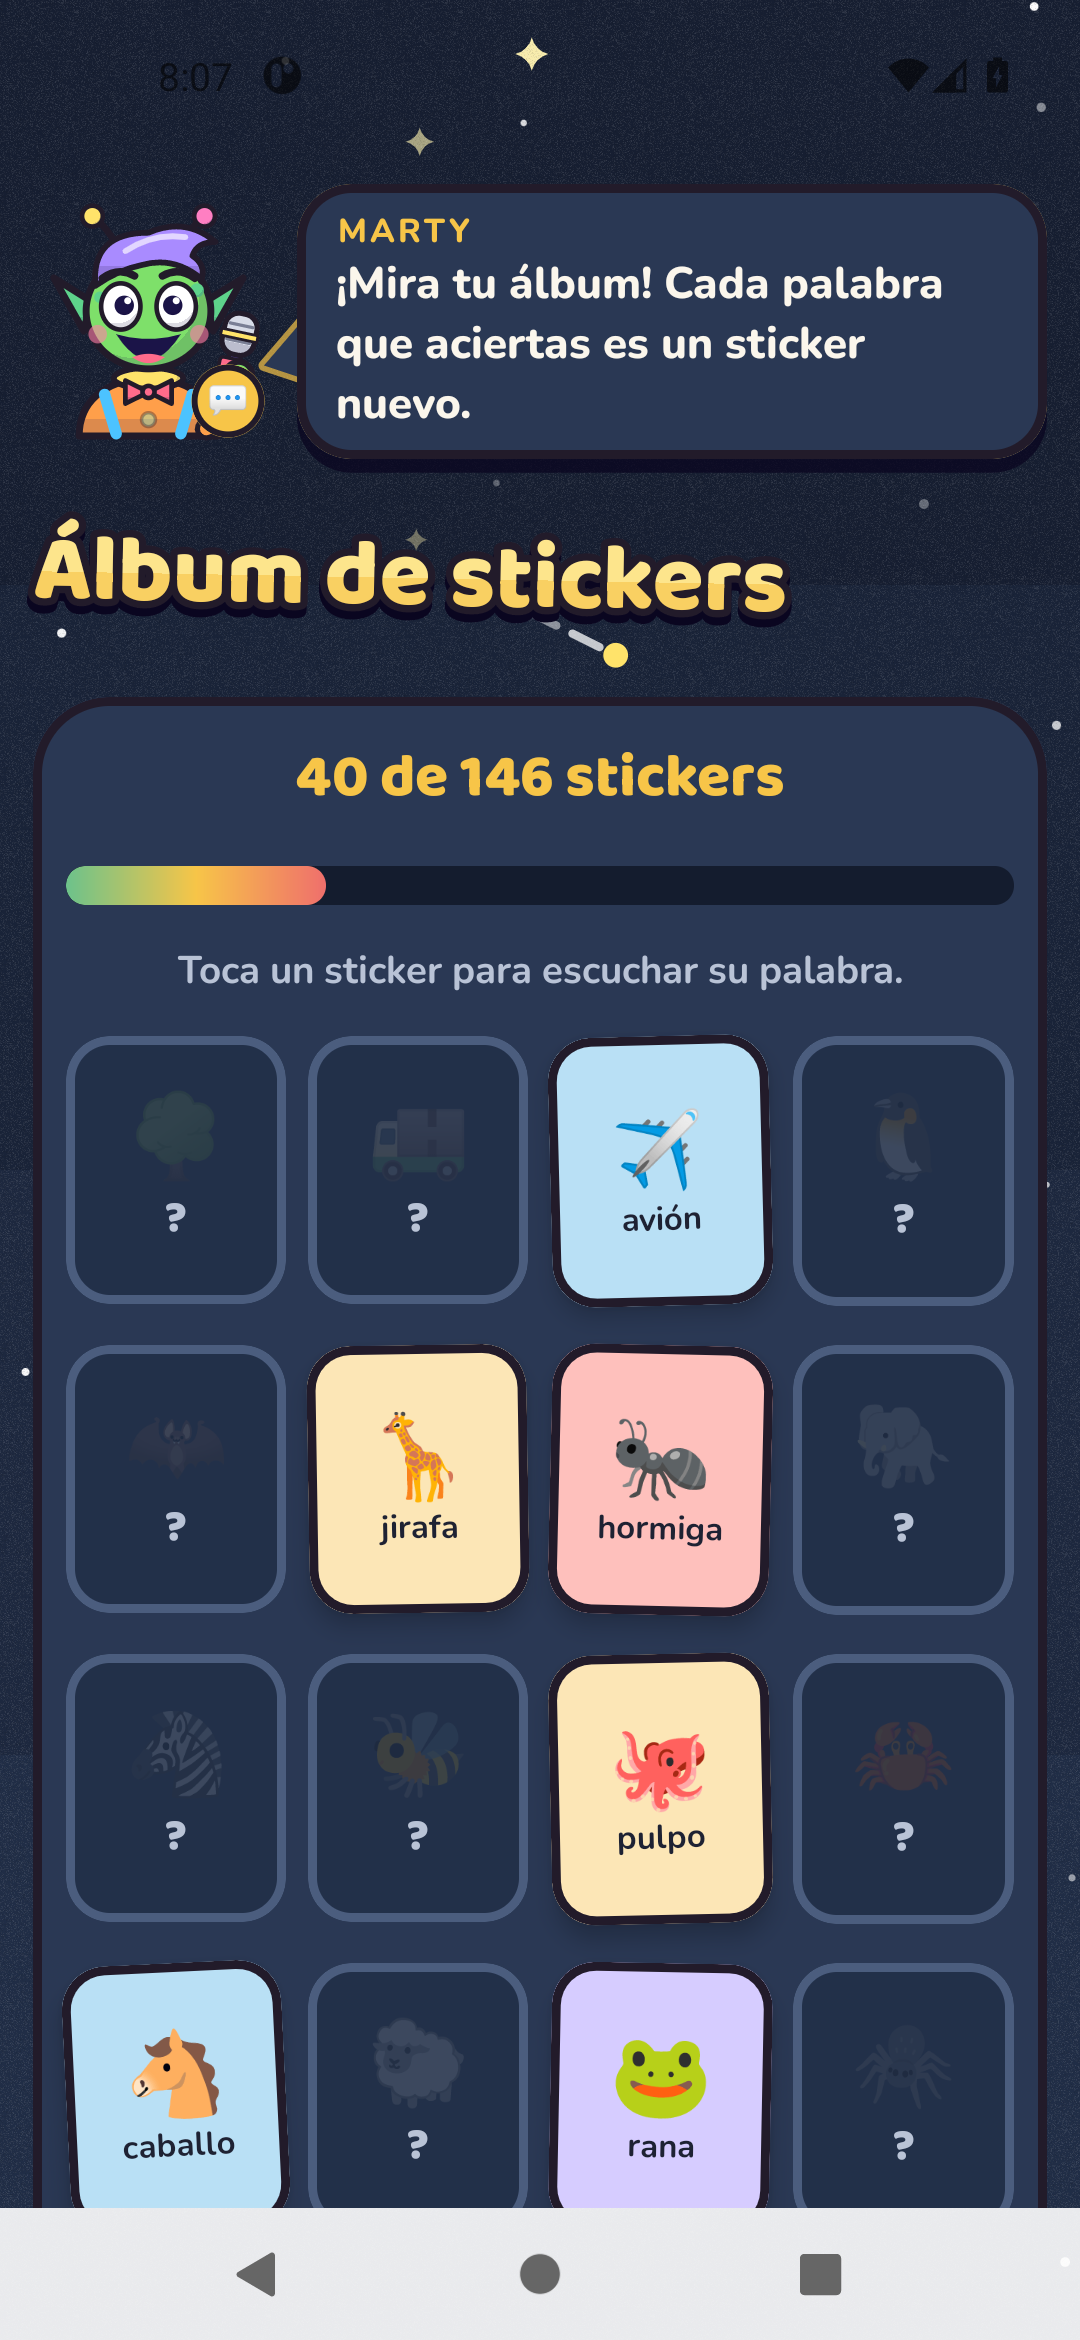 8:07
MARTY
¡Mira tu álbum! Cada palabra
que aciertas es un sticker
nuevo.
Álbum de stickers
40 de 146 stickers
Toca un sticker para escuchar su palabra.
? ? avión ?
? jirafa hormiga ?
? ? pulpo ?
caballo ? rana ?